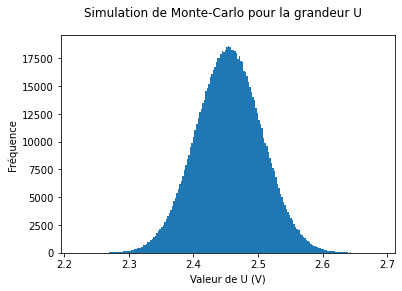 Simulation de Monte-Carlo pour la grandeur U
17500
15000
12500
10000
7500
5000
2500
0
Fréquence
2.2 2.3 2.4 2.5 2.6 2.7
Valeur de U (V)